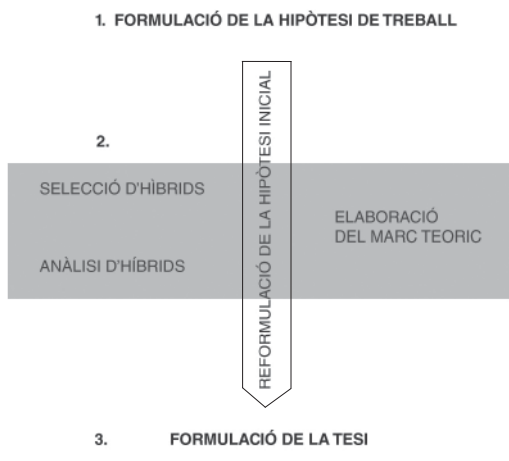 1. FORMULACIÓ DE LA HIPÒTESI DE TREBALL
2.
SELECCIÓ D'HÌBRIDS
ANÀLISI D'HÍBRIDS
REFORMULACIÓ DE LA HIPÒTESI INICIAL
ELABORACIÓ
DEL MARC TEORIC
3. FORMULACIÓ DE LA TESI